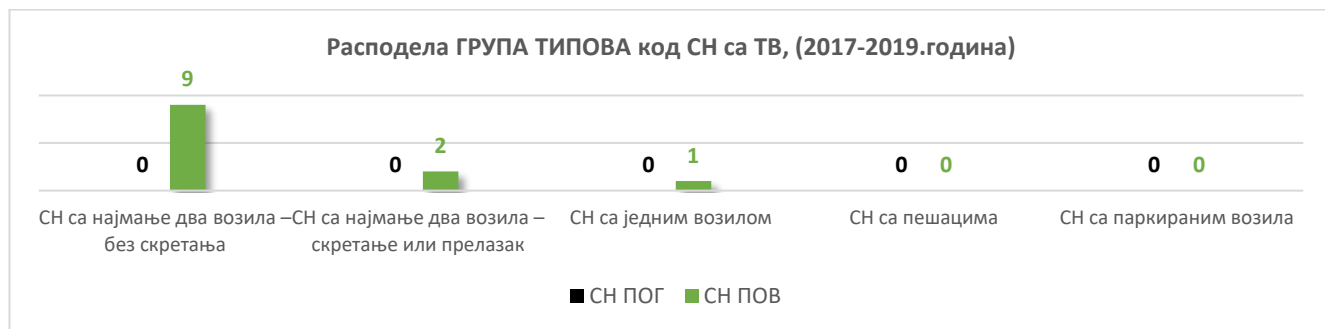 Расподела ГРУПА ТИПОВА код СН са ТВ, (2017-2019.година)
0 9
0 2
0 1
0 0
0 0
СН са најмање два возила –
без скретања
СН са најмање два возила –
скретање или прелазак
СН са једним возилом
СН са пешацима
СН са паркираним возила
СН ПОГ СН ПОВ